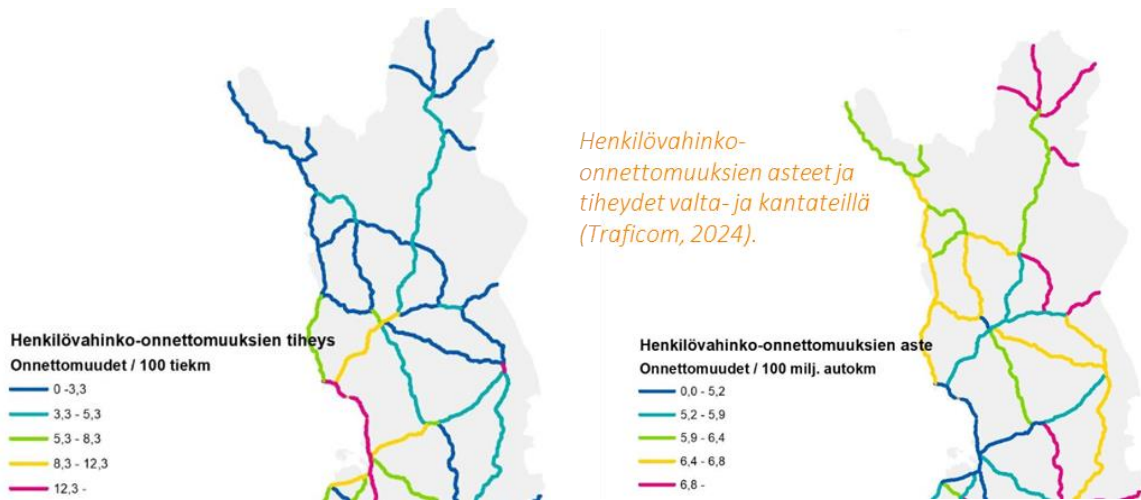 Henkilövahinko-
onnettomuuksien asteet ja
tiheydet valta- ja kantateillä
(Traficom, 2024).
Henkilövahinko-onnettomuuksien tiheys
Onnettomuudet / 100 tiekm
0 -3,3
3,3 - 5,3
5,3 - 8,3
8,3 - 12,3
12,3 -
Henkilövahinko-onnettomuuksien aste
Onnettomuudet / 100 milj. autokm
0,0 - 5,2
5,2 - 5,9
5,9 - 6,4
6,4 - 6,8
6,8 -